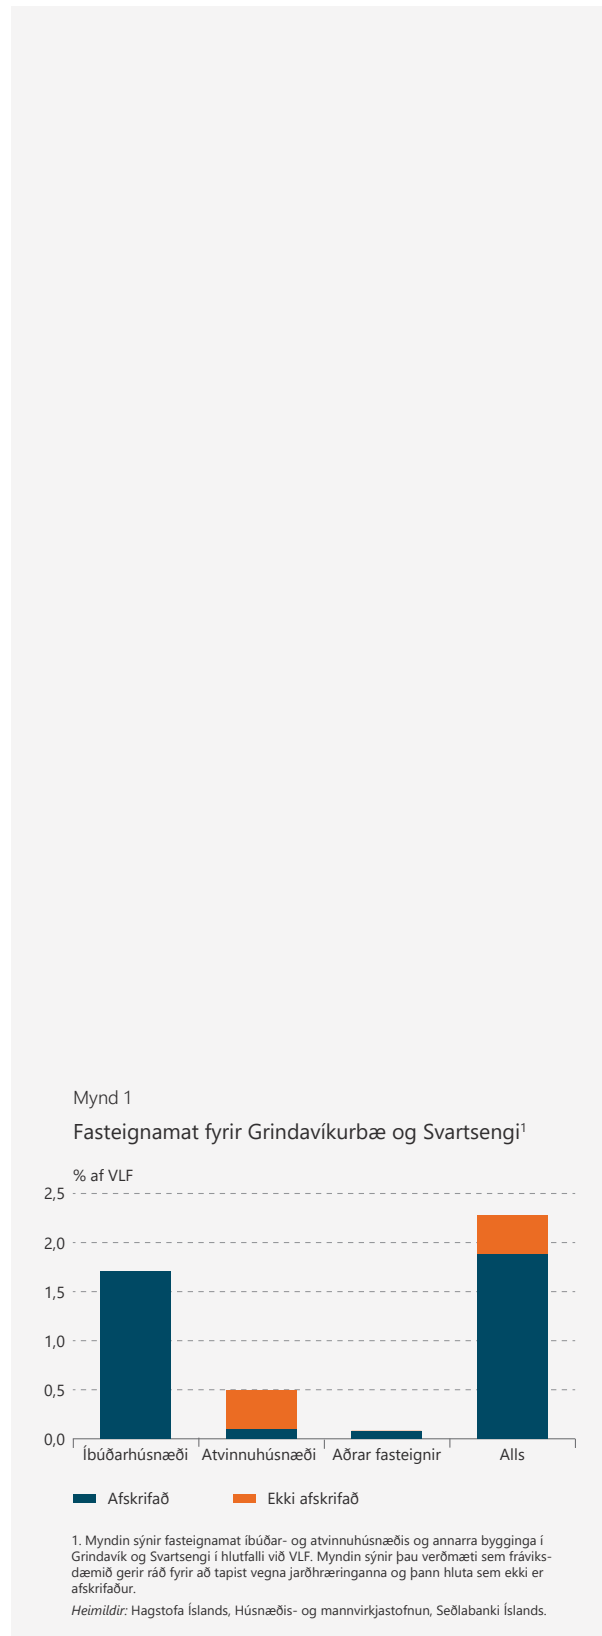 Mynd 1
Fasteignamat fyrir Grindavíkurbæ og Svartsengi¹
% af VLF
2,5
2,0
1,5
1,0
0,5
0,0
Íbúðarhúsnæði Atvinnuhúsnæði Aðrar fasteignir Alls
Afskrifað Ekki afskrifað
1. Myndin sýnir fasteignamat íbúðar- og atvinnuhúsnæðis og annarra bygginga í
Grindavík og Svartsengi í hlutfalli við VLF. Myndin sýnir þau verðmæti sem fráviks-
dæmið gerir ráð fyrir að tapist vegna jarðhræringanna og þann hluta sem ekki er
afskrifaður.
Heimildir: Hagstofa Íslands, Húsnæðis- og mannvirkjastofnun, Seðlabanki Íslands.